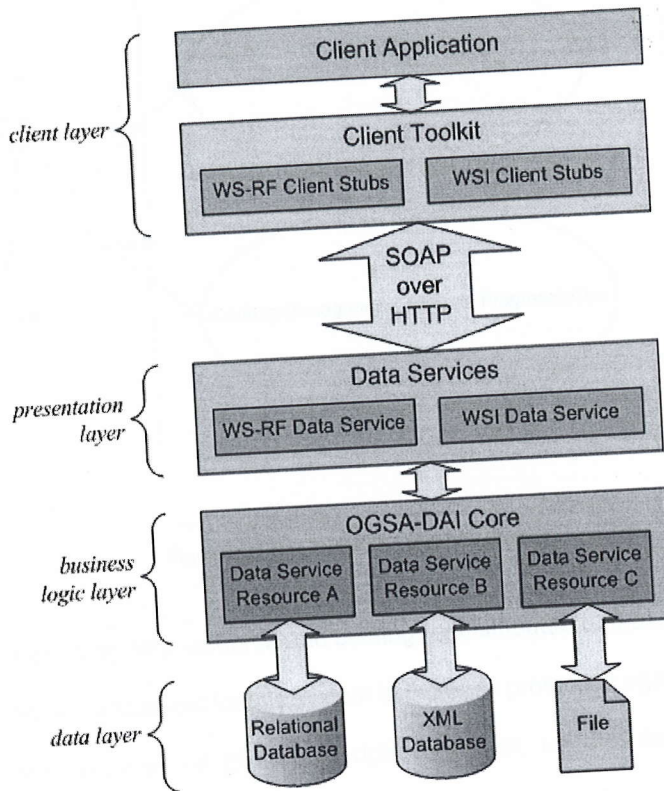 Client Application
client layer
Client Toolkit
WS-RF Client Stubs
WSI Client Stubs
SOAP
over
HTTP
Data Services
presentation
layer
WS-RF Data Service
WSI Data Service
OGSA-DAI Core
business
logic layer
Data Service
Resource A
Data Service
Resource B
Data Service
Resource C
data layer
Relational
Database
XML
Database
File